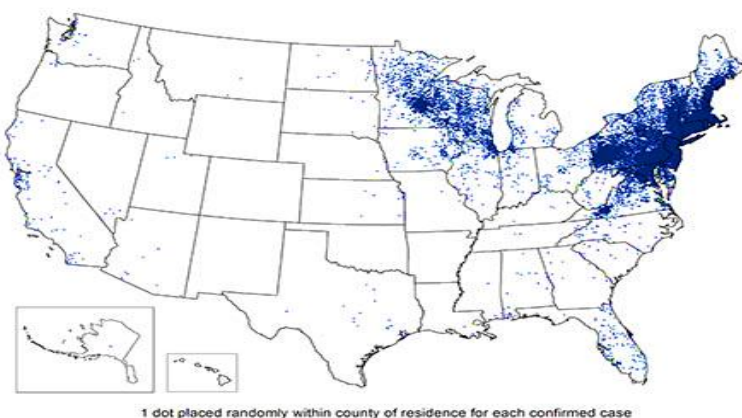 1 dot placed randomly within county of residence for each confirmed case